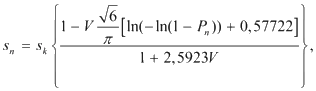 s_n = s_k { (1 − V (√6/π) [ln(−ln(1 − P_n)) + 0,57722]) / (1 + 2,5923V) },